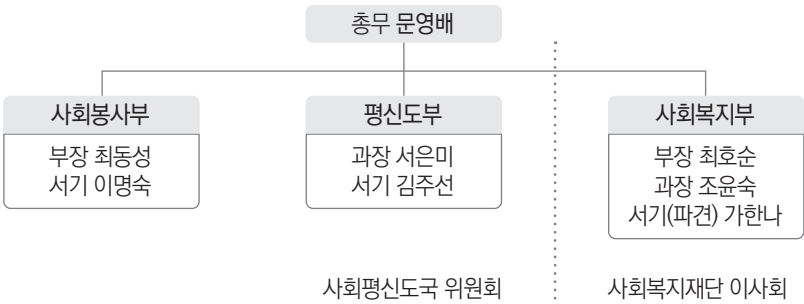 총무 문영배
사회봉사부
부장 최동성
서기 이명숙
평신도부
과장 서은미
서기 김주선
사회복지부
부장 최호순
과장 조윤숙
서기(파견) 가한나
사회평신도국 위원회
사회복지재단 이사회